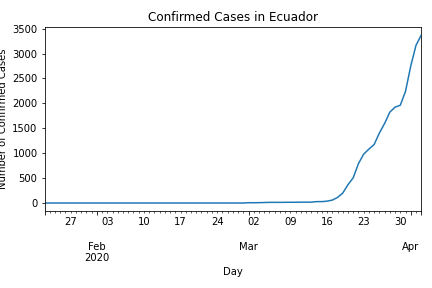 Confirmed Cases in Ecuador
Number of Confirmed Cases
3500
3000
2500
2000
1500
1000
500
0
27 03 10 17 24 02 09 16 23 30
Feb Mar Apr
2020
Day